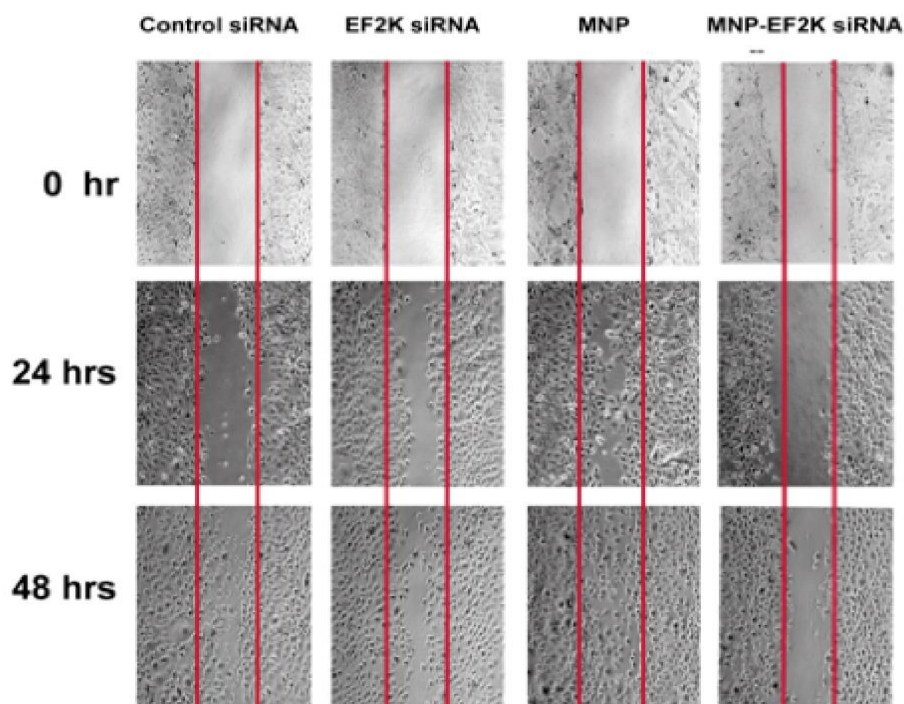 Control siRNA EF2K siRNA MNP MNP-EF2K siRNA
--
0 hr
24 hrs
48 hrs